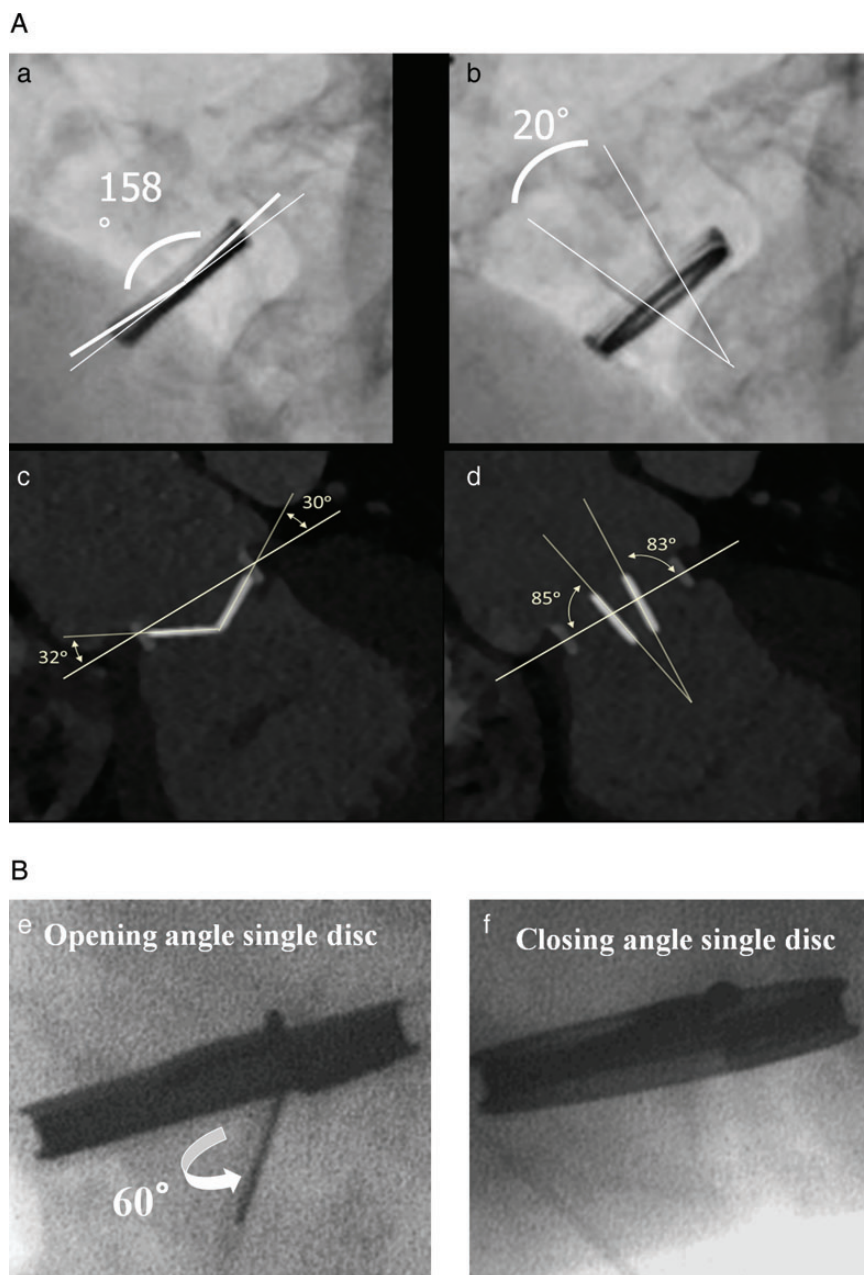 A
a
158
°
b
20°
c
30°
32°
d
83°
85°
B
e
Opening angle single disc
60°
f
Closing angle single disc